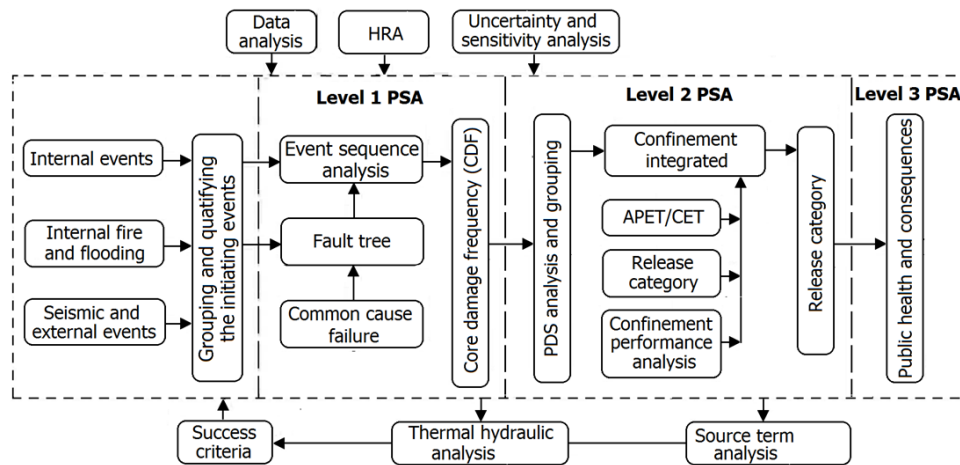 Data
analysis
HRA
Uncertainty and
sensitivity analysis
Level 1 PSA
Level 2 PSA
Level 3 PSA
Internal events
Internal fire
and flooding
Seismic and
external events
Grouping and quatifying
the initiating events
Event sequence
analysis
Fault tree
Common cause
failure
Core damage frequency (CDF)
PDS analysis and grouping
Confinement
integrated
APET/CET
Release
category
Confinement
performance
analysis
Release category
Public health and consequences
Success
criteria
Thermal hydraulic
analysis
Source term
analysis